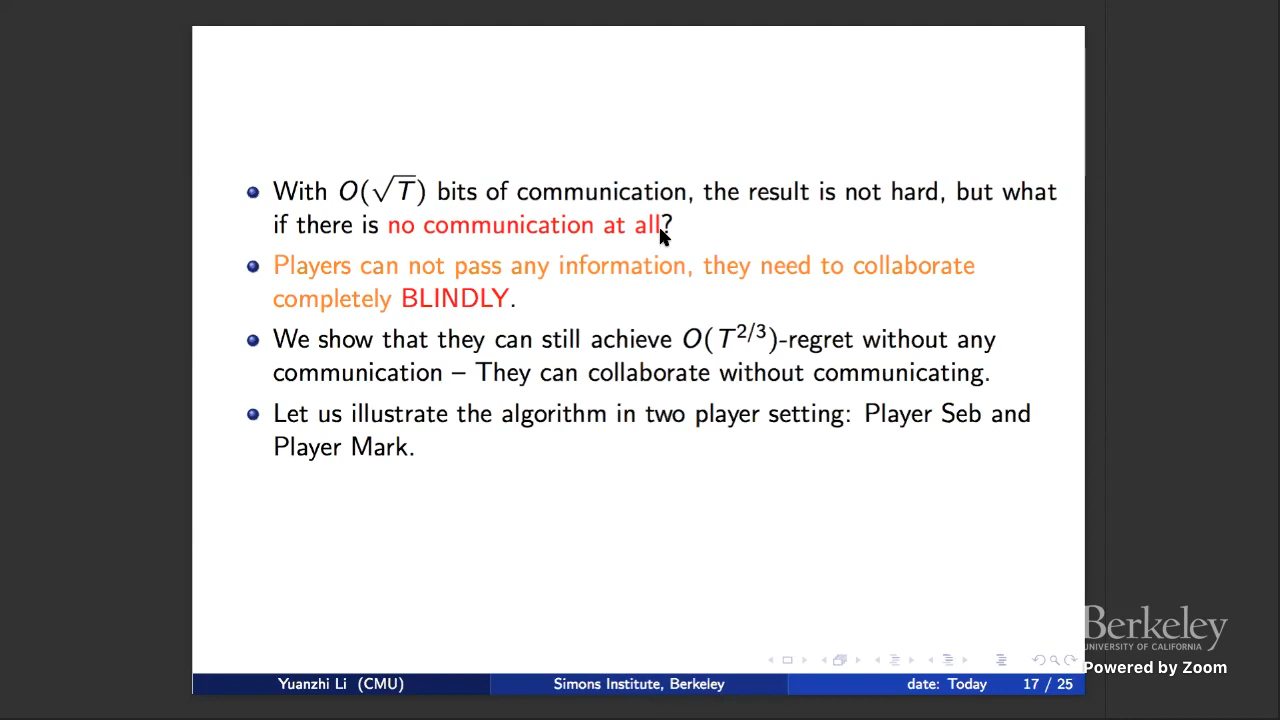 With O(√T) bits of communication, the result is not hard, but what
if there is no communication at all?
Players can not pass any information, they need to collaborate
completely BLINDLY.
We show that they can still achieve O(T^{2/3})-regret without any
communication – They can collaborate without communicating.
Let us illustrate the algorithm in two player setting: Player Seb and
Player Mark.
Berkeley
UNIVERSITY OF CALIFORNIA
Powered by Zoom
Yuanzhi Li (CMU) Simons Institute, Berkeley date: Today 17 / 25